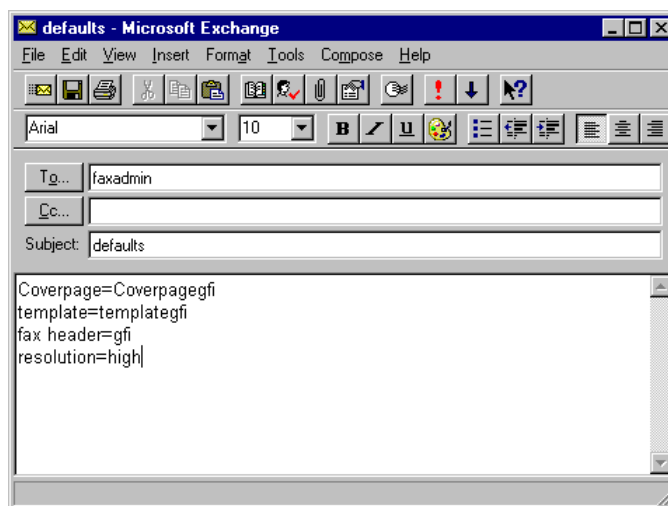 defaults - Microsoft Exchange
File Edit View Insert Format Tools Compose Help
Arial 10 B I U
To... faxadmin
Cc...
Subject: defaults
Coverpage=Coverpagegfi
template=templategfi
fax header=gfi
resolution=high